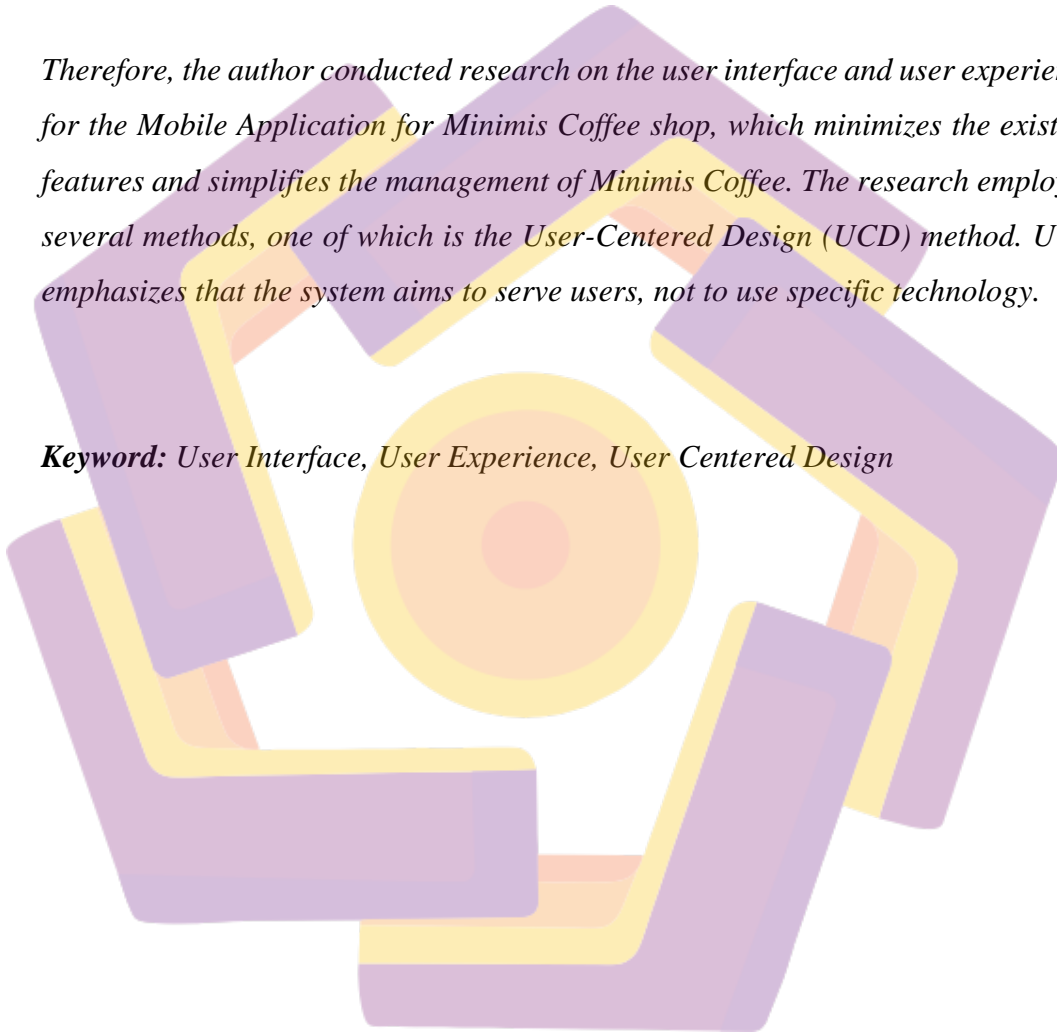 Therefore, the author conducted research on the user interface and user experien
for the Mobile Application for Minimis Coffee shop, which minimizes the exist
features and simplifies the management of Minimis Coffee. The research employ
several methods, one of which is the User-Centered Design (UCD) method. U
emphasizes that the system aims to serve users, not to use specific technology.
Keyword: User Interface, User Experience, User Centered Design